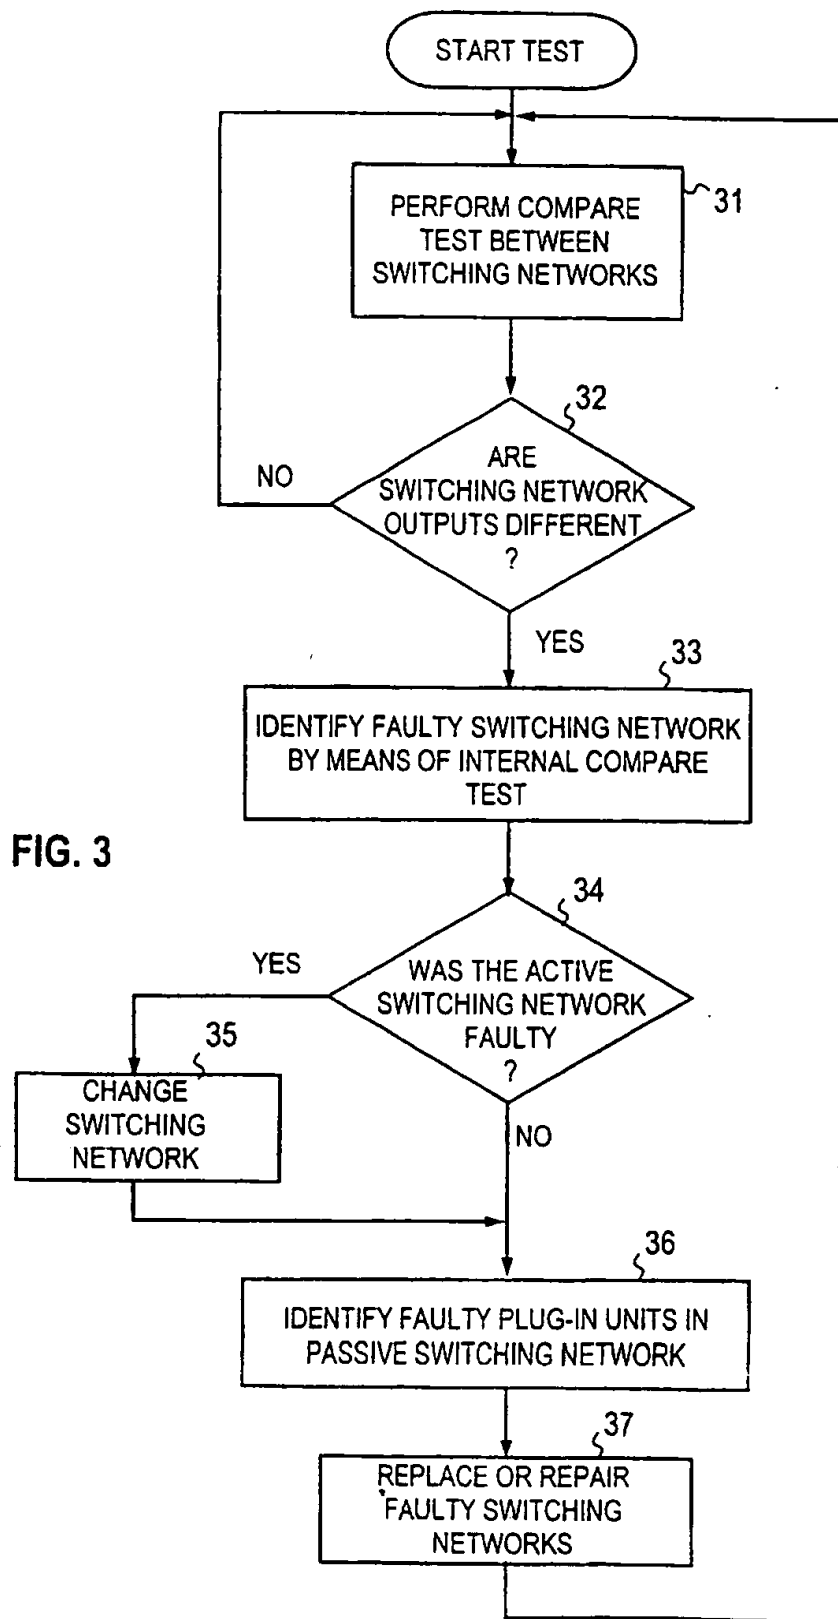 START TEST
31
PERFORM COMPARE
TEST BETWEEN
SWITCHING NETWORKS
32
ARE
SWITCHING NETWORK
OUTPUTS DIFFERENT
?
NO
YES
33
IDENTIFY FAULTY SWITCHING NETWORK
BY MEANS OF INTERNAL COMPARE
TEST
FIG. 3
34
WAS THE ACTIVE
SWITCHING NETWORK
FAULTY
?
YES
35
CHANGE
SWITCHING
NETWORK
NO
36
IDENTIFY FAULTY PLUG-IN UNITS IN
PASSIVE SWITCHING NETWORK
37
REPLACE OR REPAIR
FAULTY SWITCHING
NETWORKS